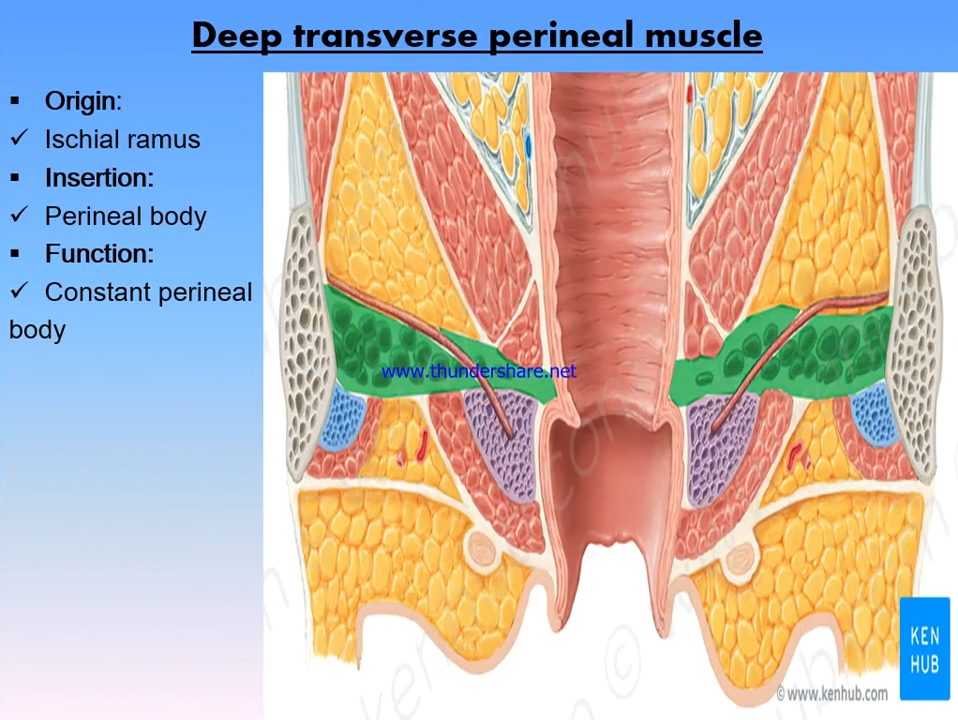 Deep transverse perineal muscle
▪ Origin:
✓ Ischial ramus
▪ Insertion:
✓ Perineal body
▪ Function:
✓ Constant perineal
body
www.thundershare.net
KEN
HUB
© www.kenhub.com